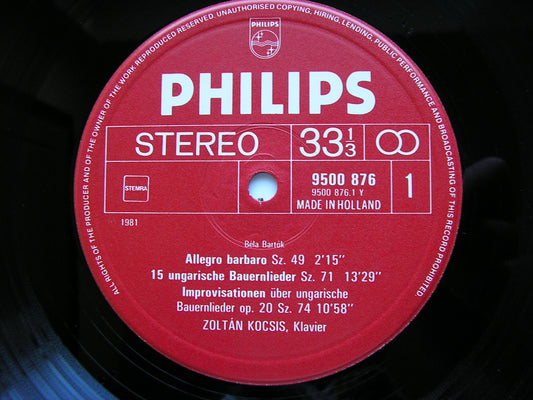 ALL RIGHTS OF THE PRODUCER AND OF THE OWNER OF THE WORK REPRODUCED RESERVED. UNAUTHORISED COPYING, HIRING, LENDING, PUBLIC PERFORMANCE AND BROADCASTING OF THIS RECORD PROHIBITED.
PHILIPS
PHILIPS
STEREO 33 1/3
STEMRA
9500 876
9500 876.1 Y
MADE IN HOLLAND
1
1981
Béla Bartók
Allegro barbaro Sz. 49 2'15"
15 ungarische Bauernlieder Sz. 71 13'29"
Improvisationen über ungarische
Bauernlieder op. 20 Sz. 74 10'58"
ZOLTÁN KOCSIS, Klavier